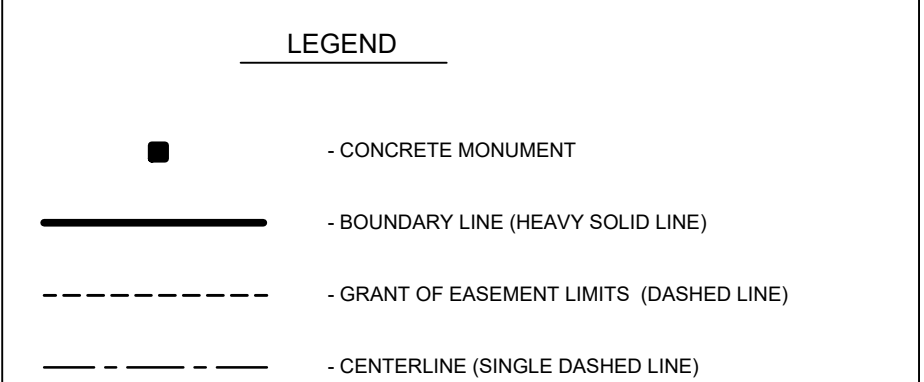 LEGEND
- CONCRETE MONUMENT
- BOUNDARY LINE (HEAVY SOLID LINE)
- GRANT OF EASEMENT LIMITS  (DASHED LINE)
- CENTERLINE (SINGLE DASHED LINE)